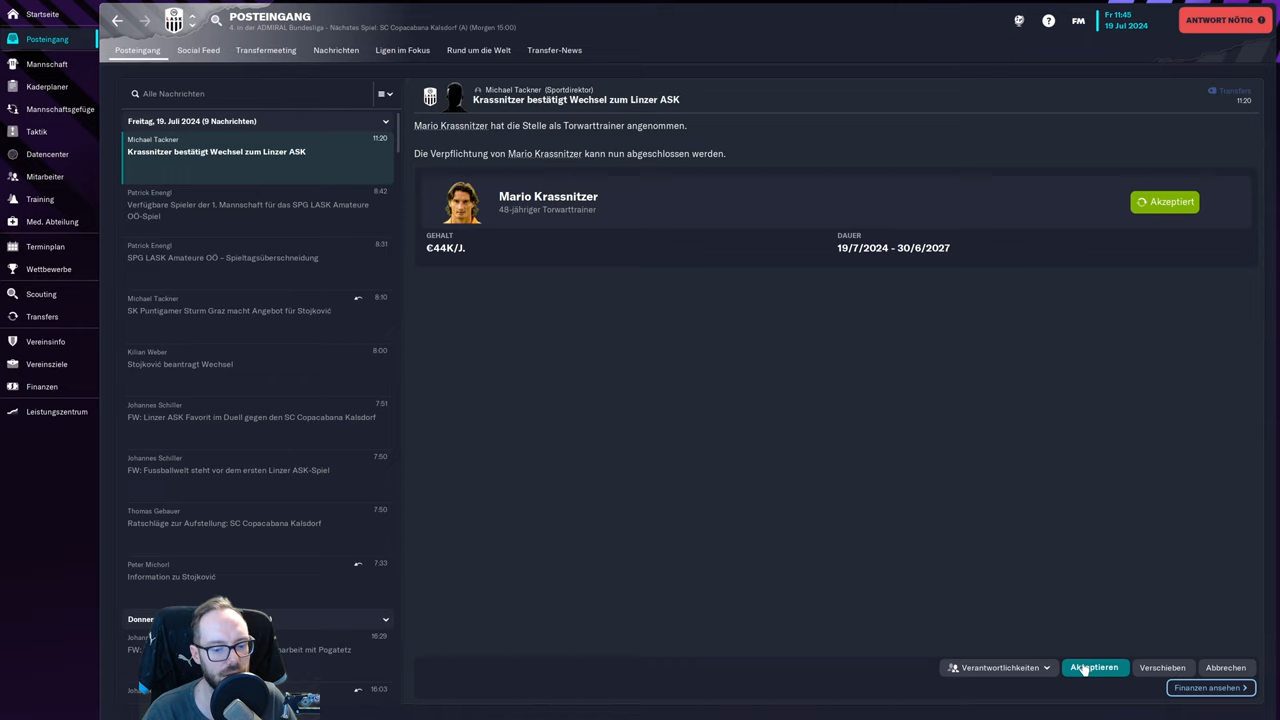 Startseite
Posteingang
Mannschaft
Kaderplaner
Mannschaftsgefüge
Taktik
Datencenter
Mitarbeiter
Training
Med. Abteilung
Terminplan
Wettbewerbe
Scouting
Transfers
Vereinsinfo
Vereinsziele
Finanzen
Leistungszentrum
POSTEINGANG
4. in der ADMIRAL Bundesliga - Nächstes Spiel: SC Copacabana Kalsdorf (A) (Morgen 15:00)
FM
Fr 11:45
19 Jul 2024
ANTWORT NÖTIG
Posteingang Social Feed Transfermeeting Nachrichten Ligen im Fokus Rund um die Welt Transfer-News
Alle Nachrichten
Freitag, 19. Juli 2024 (9 Nachrichten)
Michael Tackner 11:20
Krassnitzer bestätigt Wechsel zum Linzer ASK
Patrick Enengl 8:42
Verfügbare Spieler der 1. Mannschaft für das SPG LASK Amateure
OÖ-Spiel
Patrick Enengl 8:31
SPG LASK Amateure OÖ – Spieltagsüberschneidung
Michael Tackner 8:10
SK Puntigamer Sturm Graz macht Angebot für Stojković
Kilian Weber 8:00
Stojković beantragt Wechsel
Johannes Schiller 7:51
FW: Linzer ASK Favorit im Duell gegen den SC Copacabana Kalsdorf
Johannes Schiller 7:50
FW: Fussballwelt steht vor dem ersten Linzer ASK-Spiel
Thomas Gebauer 7:50
Ratschläge zur Aufstellung: SC Copacabana Kalsdorf
Peter Michorl 7:33
Information zu Stojković
16:29
mit Pogatetz
16:03
Michael Tackner (Sportdirektor)
Krassnitzer bestätigt Wechsel zum Linzer ASK
Transfers
11:20
Mario Krassnitzer hat die Stelle als Torwarttrainer angenommen.
Die Verpflichtung von Mario Krassnitzer kann nun abgeschlossen werden.
Mario Krassnitzer
48-jähriger Torwarttrainer
Akzeptiert
GEHALT
€44K/J.
DAUER
19/7/2024 - 30/6/2027
Verantwortlichkeiten Akzeptieren Verschieben Abbrechen
Finanzen ansehen